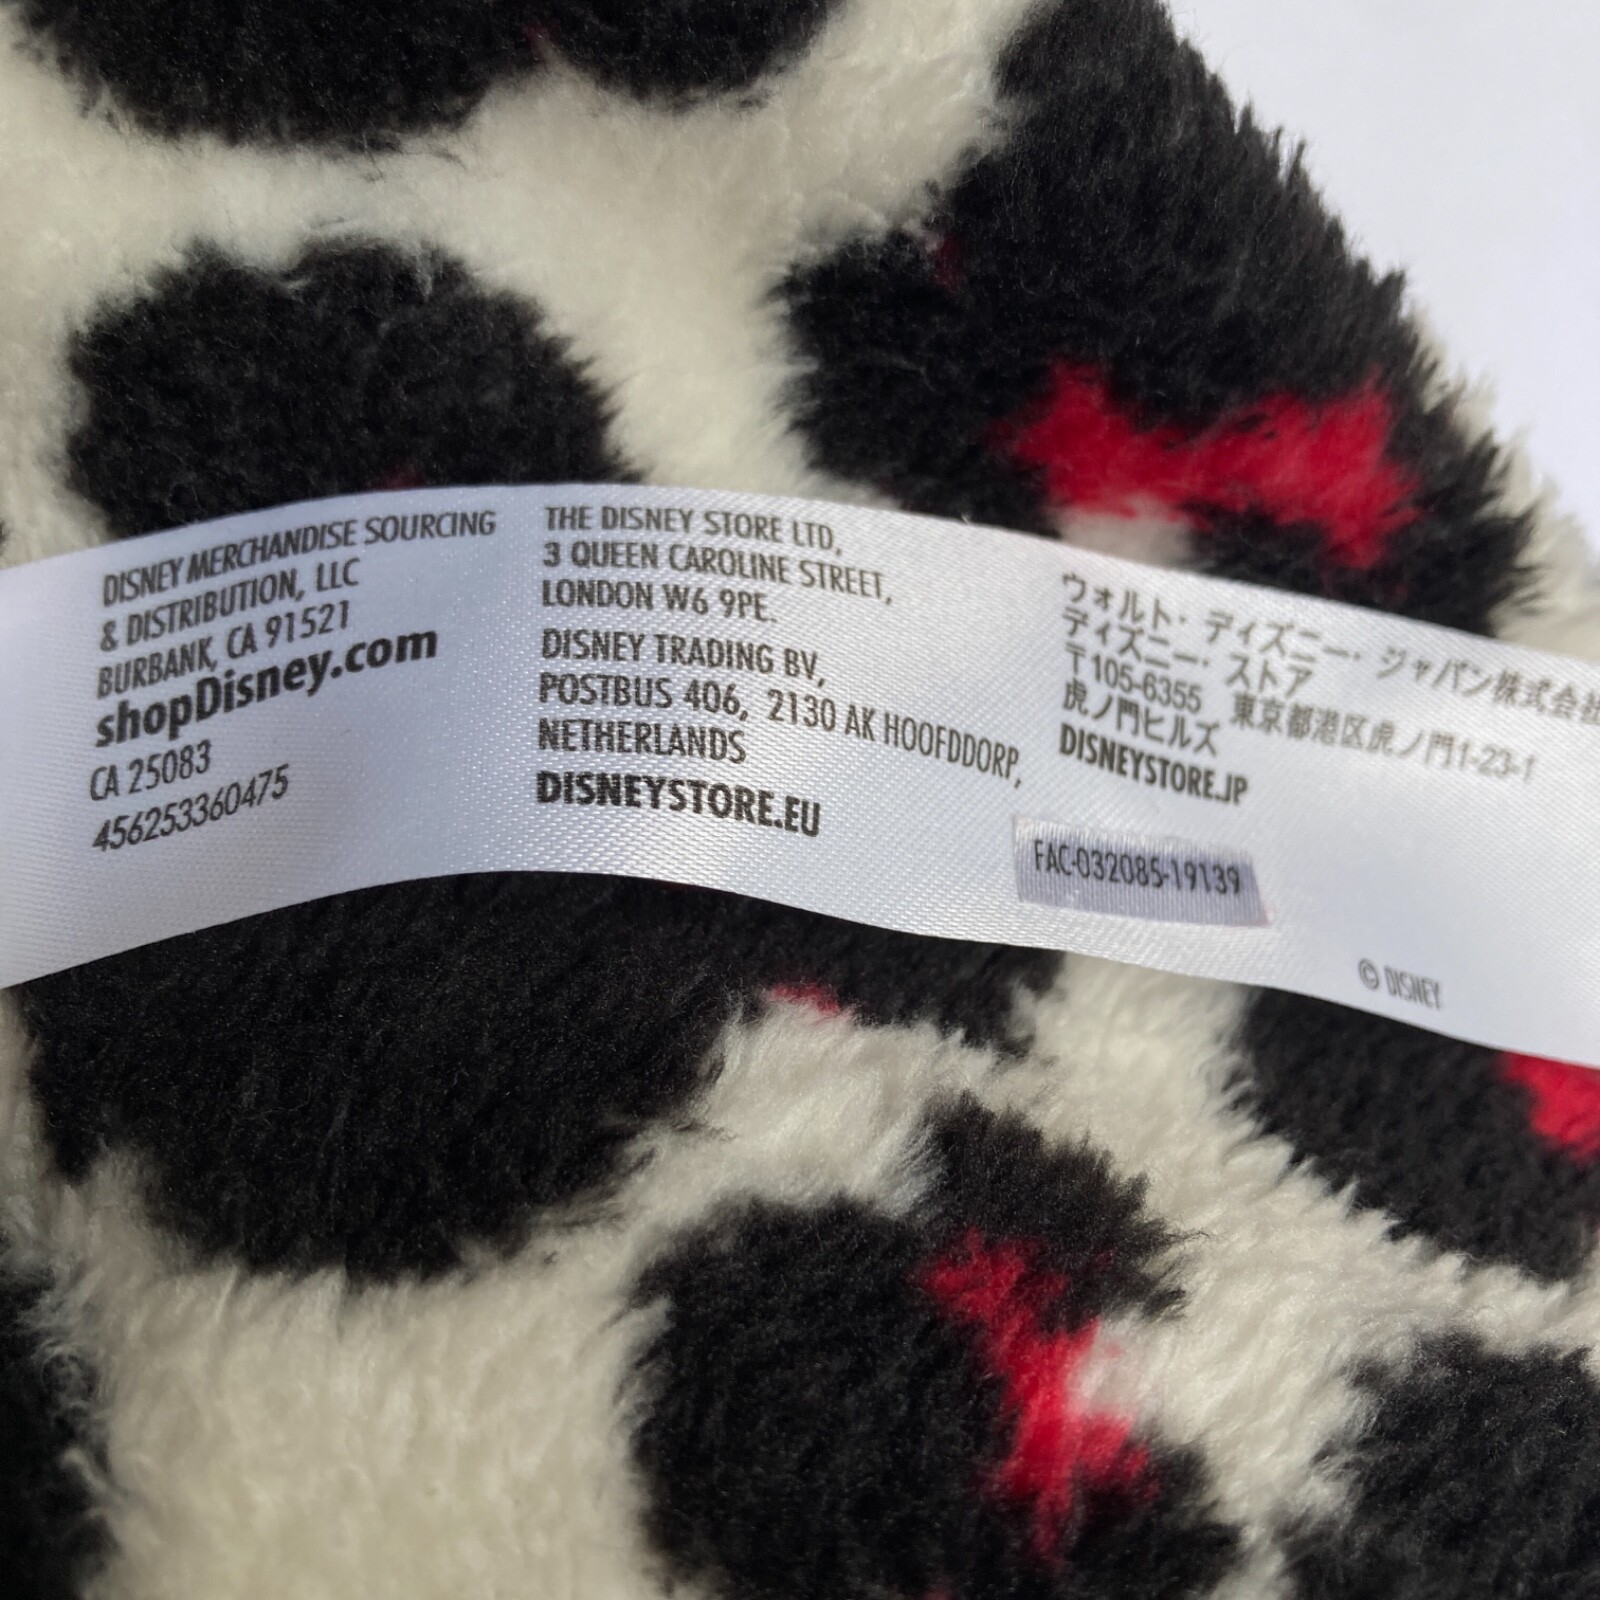 DISNEY MERCHANDISE SOURCING
& DISTRIBUTION, LLC
BURBANK, CA 91521
shopDisney.com
CA 25083
456253360475
THE DISNEY STORE LTD,
3 QUEEN CAROLINE STREET,
LONDON W6 9PE.
DISNEY TRADING BV,
POSTBUS 406, 2130 AK HOOFDDORP,
NETHERLANDS
DISNEYSTORE.EU
ウォルト・ディズニー・ジャパン株式会社
ディズニー・ストア
〒105-6355 東京都港区虎ノ門1-23-1
虎ノ門ヒルズ
DISNEYSTORE.JP
FAC-032085-19139
© DISNEY